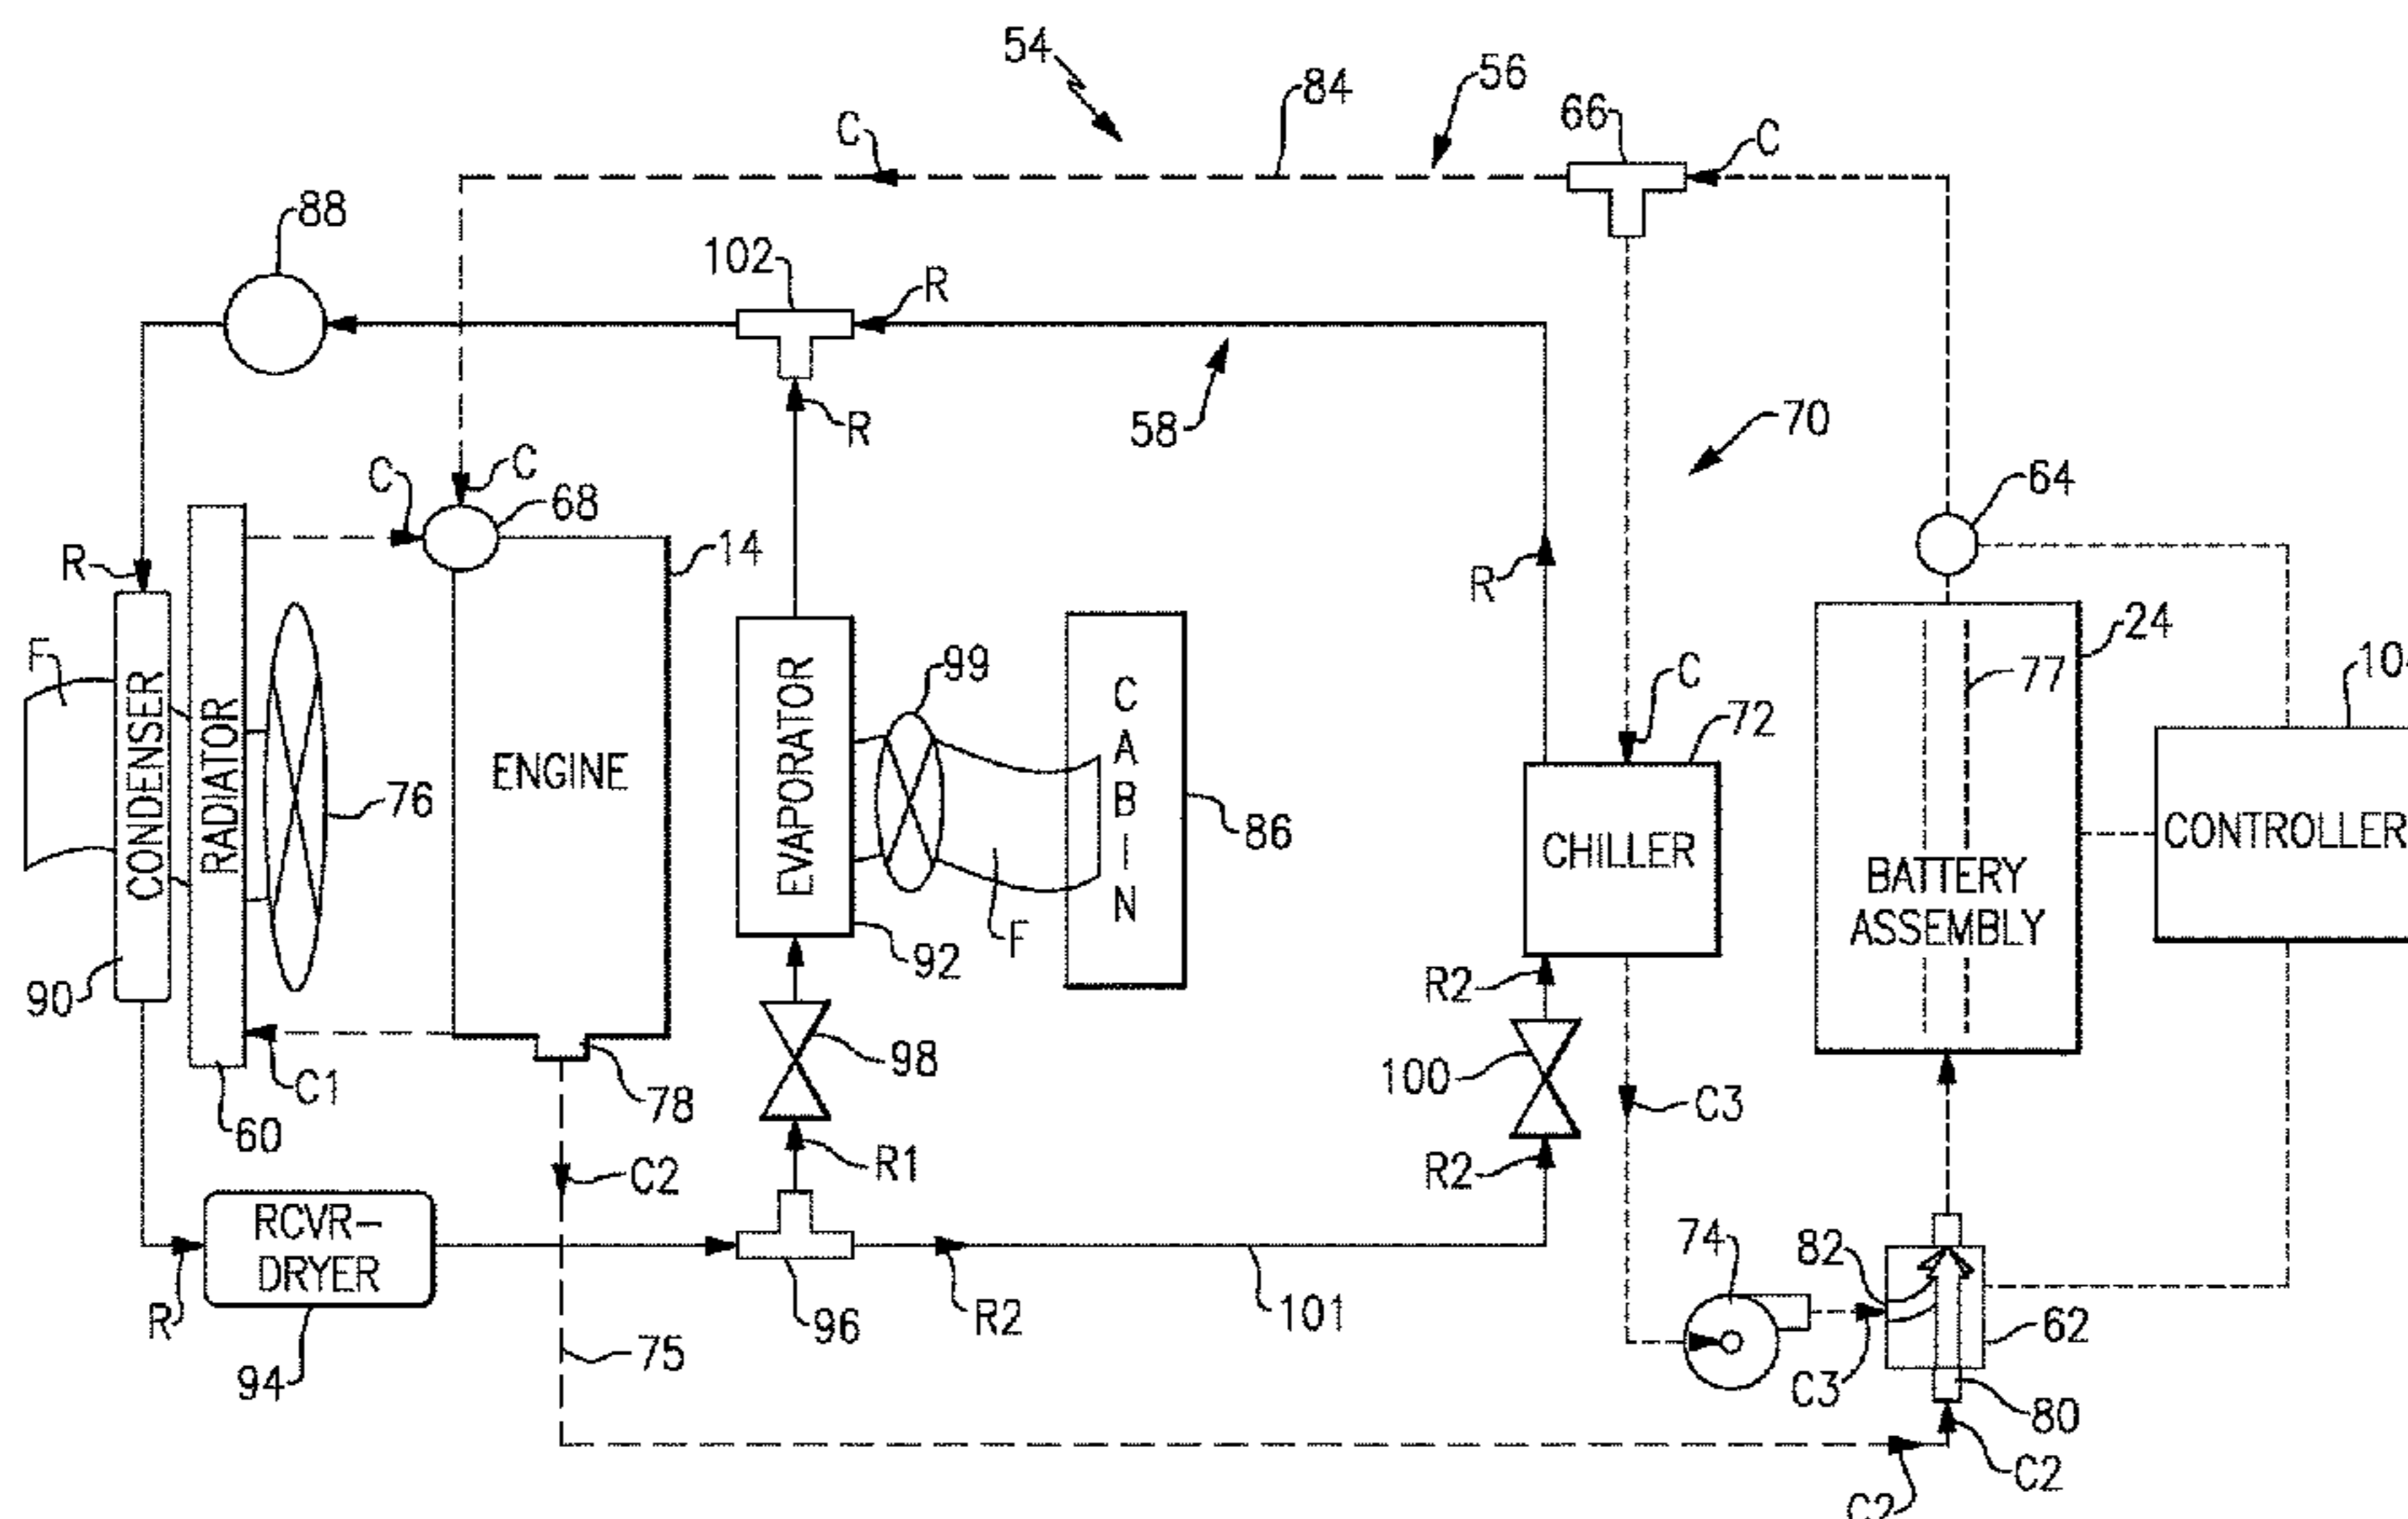 54
56
84
66
C
C
88
102
R
R
58
70
C
C
68
64
14
R
R
F
CONDENSER
RADIATOR
76
ENGINE
EVAPORATOR
99
CABIN
86
F
92
C
72
CHILLER
24
77
BATTERY
ASSEMBLY
CONTROLLER
90
60
C1
78
98
R2
100
C3
C2
R1
R2
RCVR-
DRYER
R
94
96
R2
101
74
82
62
C3
80
75
C2
C2